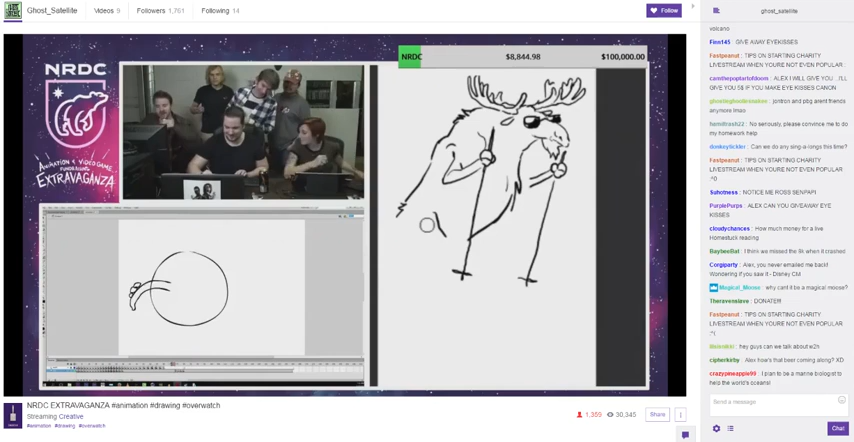 Ghost_Satellite
Videos 5
Followers 1,701
Following 14
Follow
ghost_satellite
NRDC
ANIMATION & VIDEO GAME
FUNDRAISING
EXTRAVAGANZA
NRDC
$8,844.98
$100,000.00
volcano
Finn145 : GIVE AWAY EYEKISSES
Fastpeanut : TIPS ON STARTING CHARITY
LIVESTREAM WHEN YOURE NOT EVEN POPULAR
camthepoptartofdoom : ALEX I WILL GIVE YOU ...I'LL
GIVE YOU 5$ IF YOU MAKE EYE KISSES CANON
jontron and pbg arent friends
anymore lmao
hemitrash22 : No seriously, please convince me to do
my homework help
donkeytickler : Can we do any sing-a-longs this time?
Fastpeanut : TIPS ON STARTING CHARITY
LIVESTREAM WHEN YOURE NOT EVEN POPULAR
:"0
Suhotness : NOTICE ME ROSS SENPAI!
PurplePurps : ALEX CAN YOU GIVEAWAY EYE
KISSES
cloudychances : How much money for a live
Homestuck reading
BaybeeBat : I think we missed the 8k when it crashed
Corgiparty : Alex, you never emailed me back!
Wondering if you saw it - Disney CM
Magical_Moose : why cant it be a magical moose?
Theravenslave : DONATE!!!
Fastpeanut : TIPS ON STARTING CHARITY
LIVESTREAM WHEN YOURE NOT EVEN POPULAR
:"(
hey guys can we talk about w2h
cipherkirby : Alex how's that beer coming along? XD
crazypineapple99 : I plan to be a marine biologist to
help the world's oceans!
NRDC EXTRAVAGANZA #animation #drawing #overwatch
Streaming Creative
#animation #drawing #overwatch
1,359
30,345
Share
Send a message
Chat